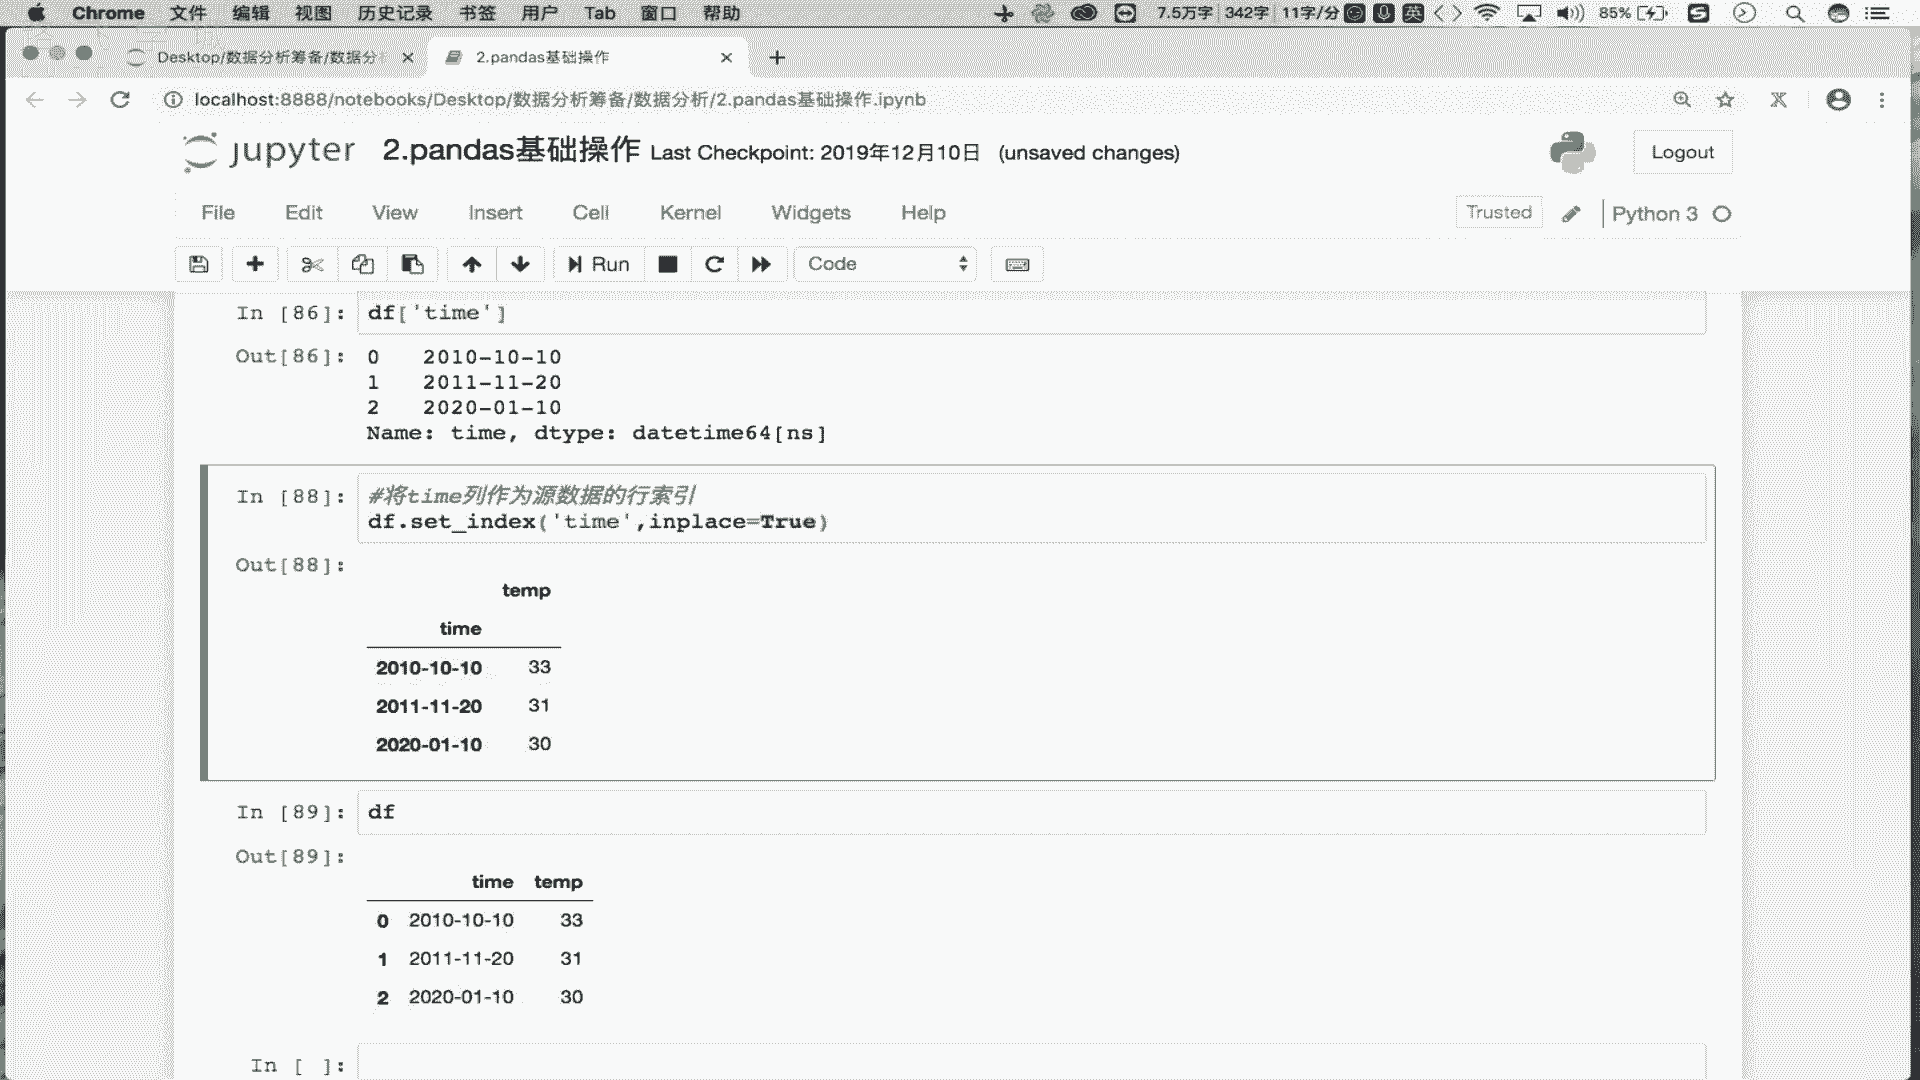 Chrome 文件 编辑 视图 历史记录 书签 用户 Tab 窗口 帮助 7.5万字 342字 11字/分 英 85%
Desktop/数据分析筹备/数据分 2.pandas基础操作
localhost:8888/notebooks/Desktop/数据分析筹备/数据分析/2.pandas基础操作.ipynb
jupyter 2.pandas基础操作 Last Checkpoint: 2019年12月10日 (unsaved changes) Logout
File Edit View Insert Cell Kernel Widgets Help Trusted Python 3
Run Code
In [86]: df['time']
Out[86]: 0 2010-10-10
1 2011-11-20
2 2020-01-10
Name: time, dtype: datetime64[ns]
In [88]: #将time列作为源数据的行索引
df.set_index('time',inplace=True)
Out[88]:
temp
time
2010-10-10 33
2011-11-20 31
2020-01-10 30
In [89]: df
Out[89]:
time temp
0 2010-10-10 33
1 2011-11-20 31
2 2020-01-10 30
In [ ]: